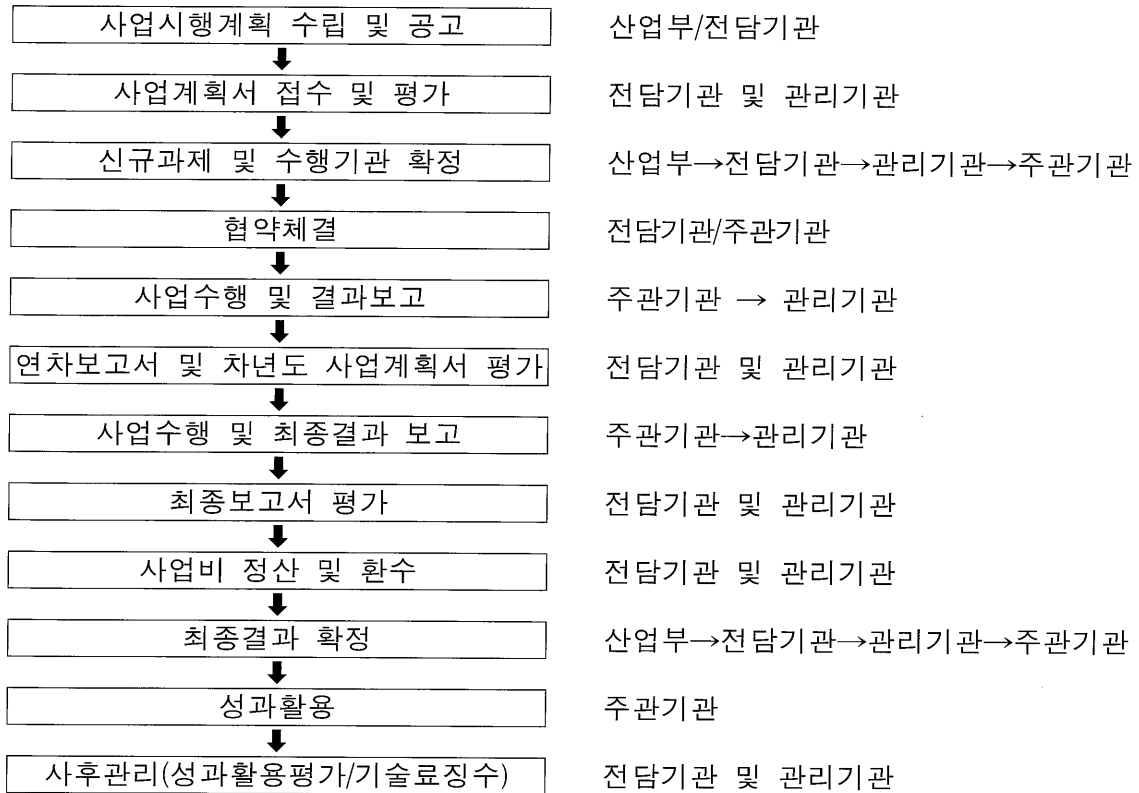 사업시행계획 수립 및 공고 산업부/전담기관
사업계획서 접수 및 평가 전담기관 및 관리기관
신규과제 및 수행기관 확정 산업부→전담기관→관리기관→주관기관
협약체결 전담기관/주관기관
사업수행 및 결과보고 주관기관 → 관리기관
연차보고서 및 차년도 사업계획서 평가 전담기관 및 관리기관
사업수행 및 최종결과 보고 주관기관→관리기관
최종보고서 평가 전담기관 및 관리기관
사업비 정산 및 환수 전담기관 및 관리기관
최종결과 확정 산업부→전담기관→관리기관→주관기관
성과활용 주관기관
사후관리(성과활용평가/기술료징수) 전담기관 및 관리기관